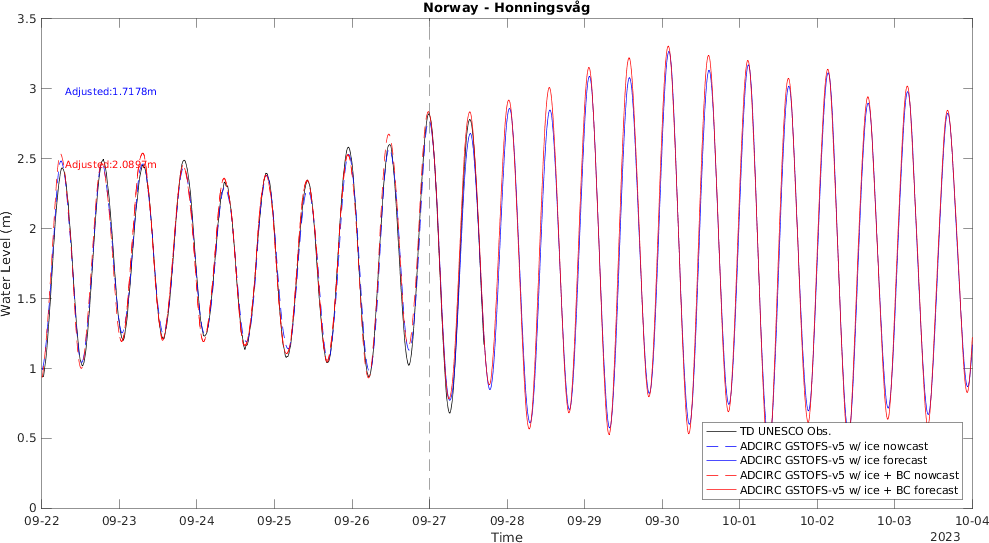 Norway - Honningsvåg
3.5
3
2.5
2
1.5
1
0.5
0
Water Level (m)
Adjusted:1.7178m
TD UNESCO Obs.
ADCIRC GSTOFS-v5 w/ ice nowcast
ADCIRC GSTOFS-v5 w/ ice forecast
ADCIRC GSTOFS-v5 w/ ice + BC nowcast
ADCIRC GSTOFS-v5 w/ ice + BC forecast
09-22
09-23
09-24
09-25
09-26
09-27
09-28
09-29
09-30
10-01
10-02
10-03
10-04
Time
2023